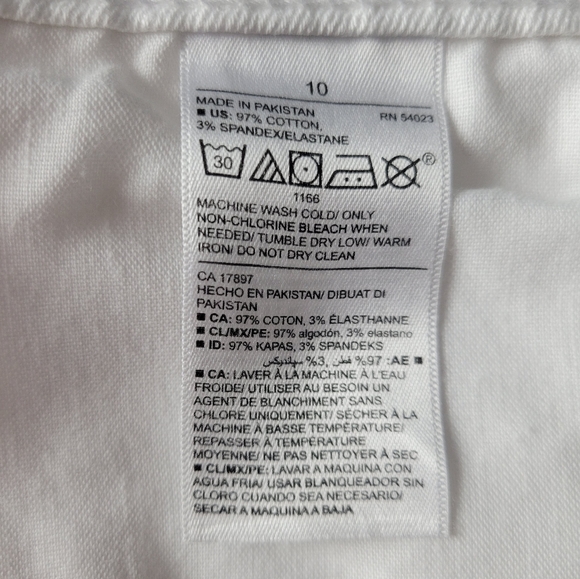 10
MADE IN PAKISTAN
■ US: 97% COTTON, RN 54023
3% SPANDEX/ELASTANE
30
1166
MACHINE WASH COLD/ ONLY
NON-CHLORINE BLEACH WHEN
NEEDED/ TUMBLE DRY LOW/ WARM
IRON/ DO NOT DRY CLEAN
CA 17897
HECHO EN PAKISTAN/ DIBUAT DI
PAKISTAN
■ CA: 97% COTON, 3% ÉLASTHANNE
■ CL/MX/PE: 97% algodón, 3% elastano
■ ID: 97% KAPAS, 3% SPANDEKS
■ AE: 97% قطن, 3% سپانديكس
■ CA: LAVER À LA MACHINE À L'EAU
FROIDE/ UTILISER AU BESOIN UN
AGENT DE BLANCHIMENT SANS
CHLORE UNIQUEMENT/ SÉCHER À LA
MACHINE À BASSE TEMPÉRATURE/
REPASSER À TEMPÉRATURE
MOYENNE/ NE PAS NETTOYER À SEC
■ CL/MX/PE: LAVAR A MAQUINA CON
AGUA FRIA/ USAR BLANQUEADOR SIN
CLORO CUANDO SEA NECESARIO/
SECAR A MAQUINA A BAJA